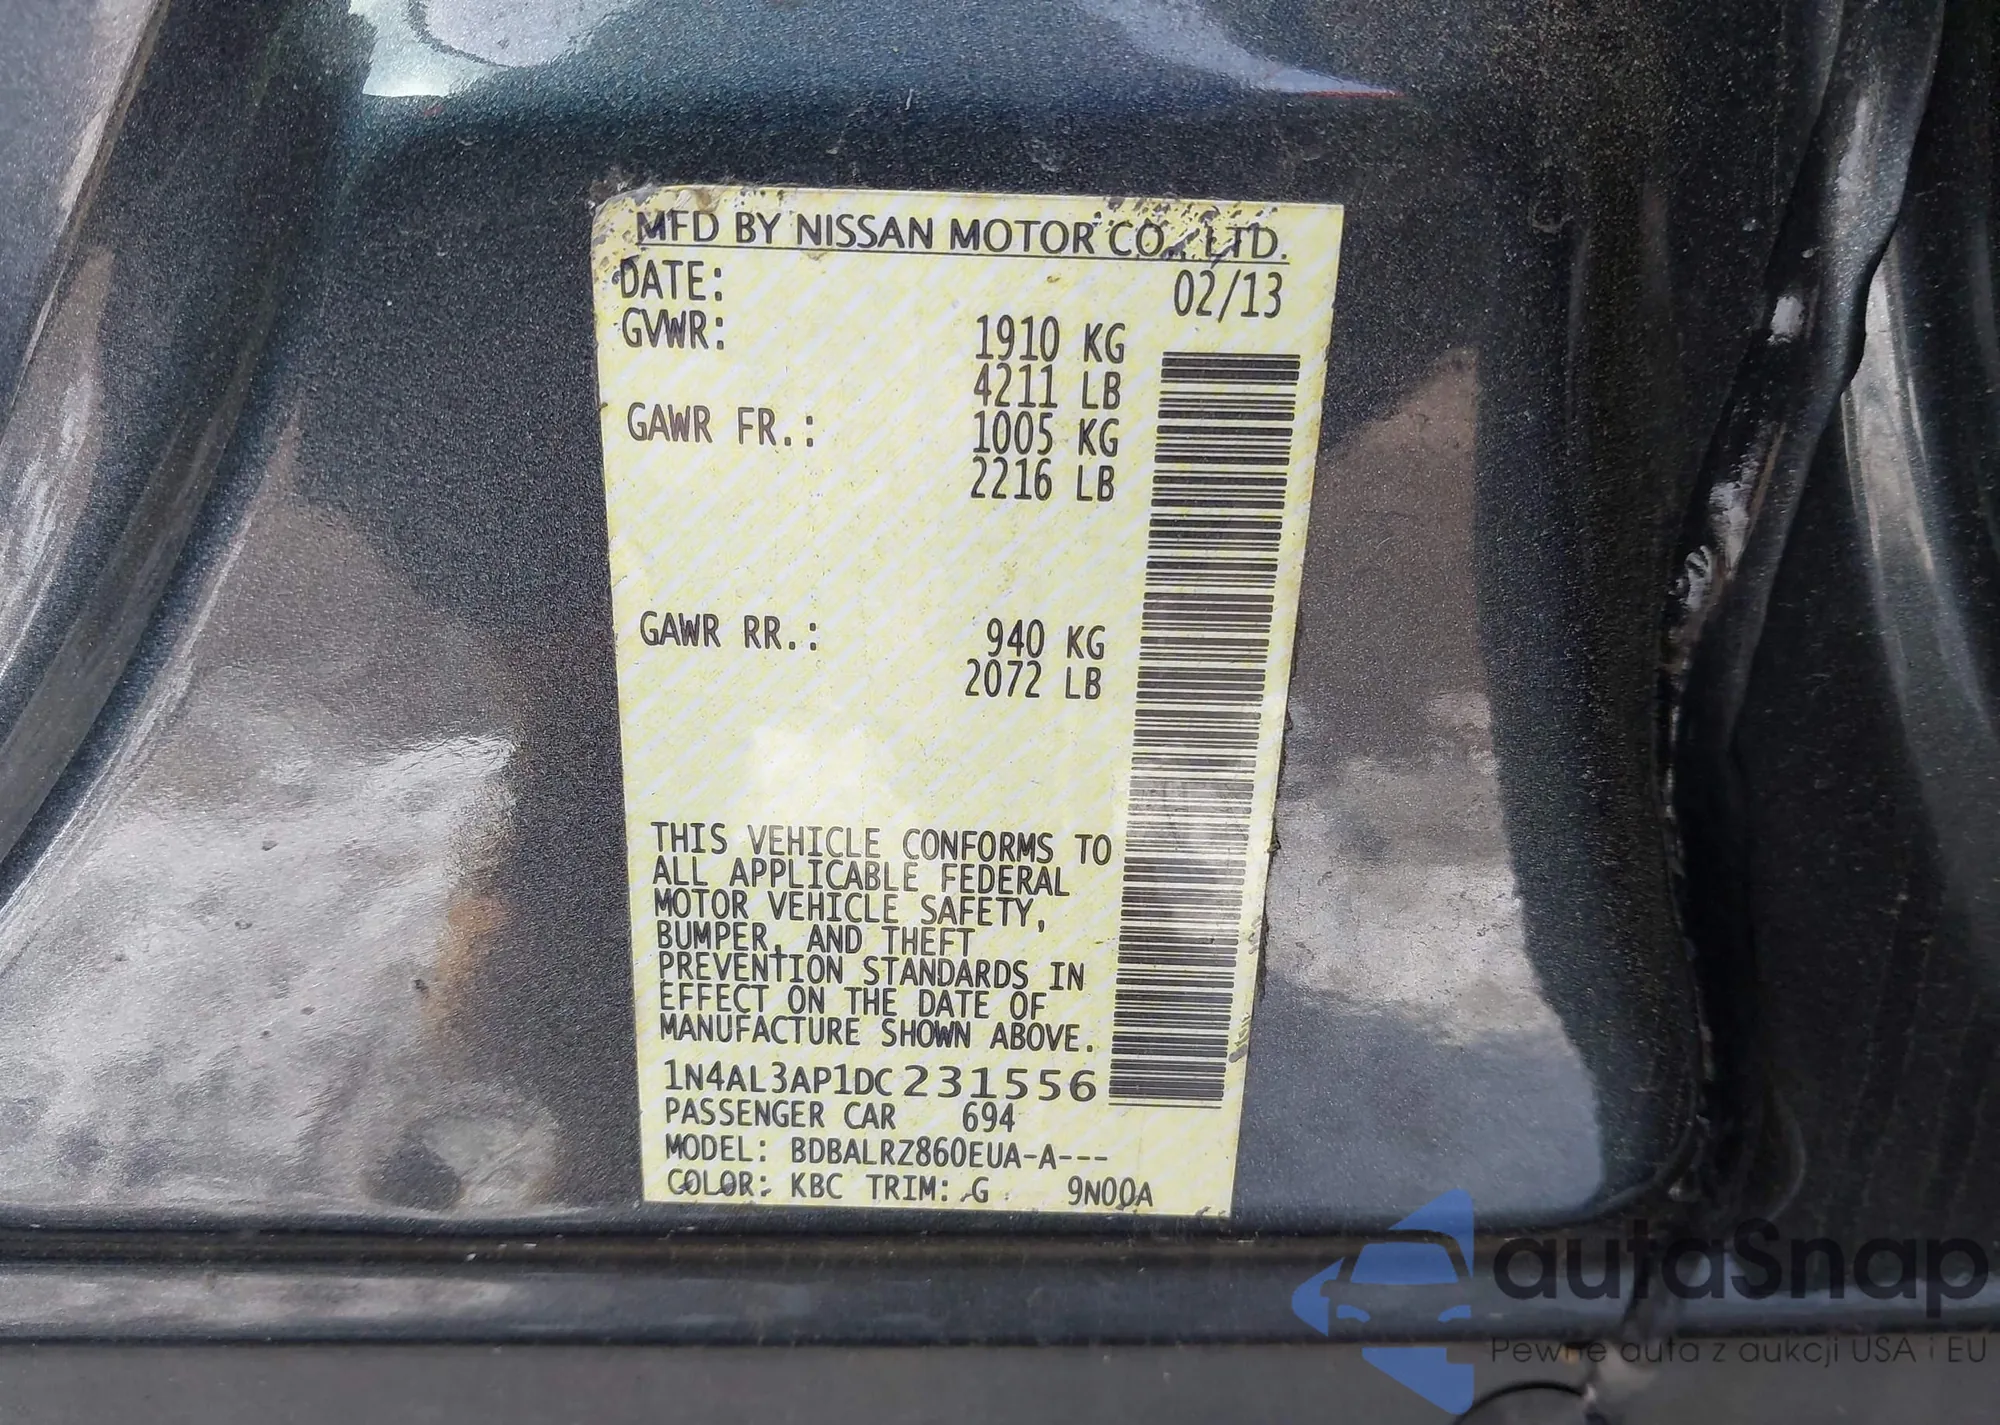 MFD BY NISSAN MOTOR CO., LTD.
DATE: 02/13
GVWR: 1910 KG
4211 LB
GAWR FR.: 1005 KG
2216 LB
GAWR RR.: 940 KG
2072 LB
THIS VEHICLE CONFORMS TO
ALL APPLICABLE FEDERAL
MOTOR VEHICLE SAFETY,
BUMPER, AND THEFT
PREVENTION STANDARDS IN
EFFECT ON THE DATE OF
MANUFACTURE SHOWN ABOVE.
1N4AL3AP1DC231556
PASSENGER CAR 694
MODEL: BDBALRZ860EUA-A---
COLOR: KBC TRIM: G 9N00A
autaSnap
Pewne auta z aukcji USA i EU